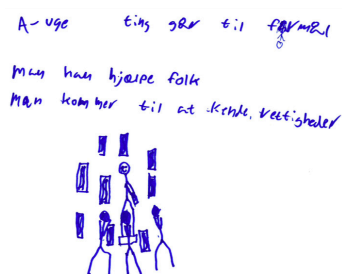 A-uge ting gør til formål
man kan hjælpe folk
Man kommer til at kende rettigheder